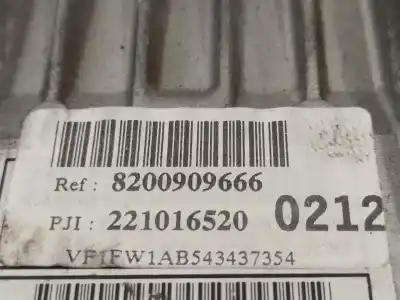 Ref : 8200909666
PJI : 221016520 0212
VF1FW1AB543437354